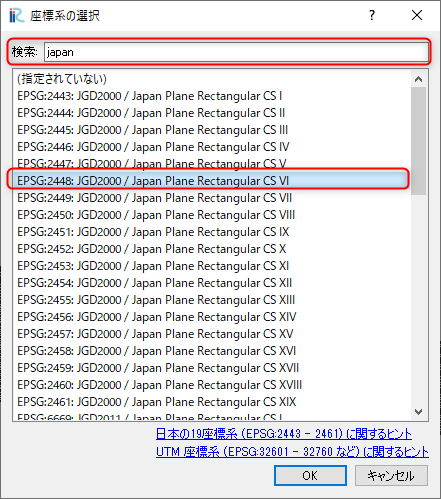 座標系の選択
検索: japan
(指定されていない)
EPSG:2443: JGD2000 / Japan Plane Rectangular CS I
EPSG:2444: JGD2000 / Japan Plane Rectangular CS II
EPSG:2445: JGD2000 / Japan Plane Rectangular CS III
EPSG:2446: JGD2000 / Japan Plane Rectangular CS IV
EPSG:2447: JGD2000 / Japan Plane Rectangular CS V
EPSG:2448: JGD2000 / Japan Plane Rectangular CS VI
EPSG:2449: JGD2000 / Japan Plane Rectangular CS VII
EPSG:2450: JGD2000 / Japan Plane Rectangular CS VIII
EPSG:2451: JGD2000 / Japan Plane Rectangular CS IX
EPSG:2452: JGD2000 / Japan Plane Rectangular CS X
EPSG:2453: JGD2000 / Japan Plane Rectangular CS XI
EPSG:2454: JGD2000 / Japan Plane Rectangular CS XII
EPSG:2455: JGD2000 / Japan Plane Rectangular CS XIII
EPSG:2456: JGD2000 / Japan Plane Rectangular CS XIV
EPSG:2457: JGD2000 / Japan Plane Rectangular CS XV
EPSG:2458: JGD2000 / Japan Plane Rectangular CS XVI
EPSG:2459: JGD2000 / Japan Plane Rectangular CS XVII
EPSG:2460: JGD2000 / Japan Plane Rectangular CS XVIII
EPSG:2461: JGD2000 / Japan Plane Rectangular CS XIX
EPSG:6669: JGD2011 / Japan Plane Rectangular CS I
日本の19座標系 (EPSG:2443 - 2461) に関するヒント
UTM 座標系 (EPSG:32601 - 32760 など) に関するヒント
OK キャンセル